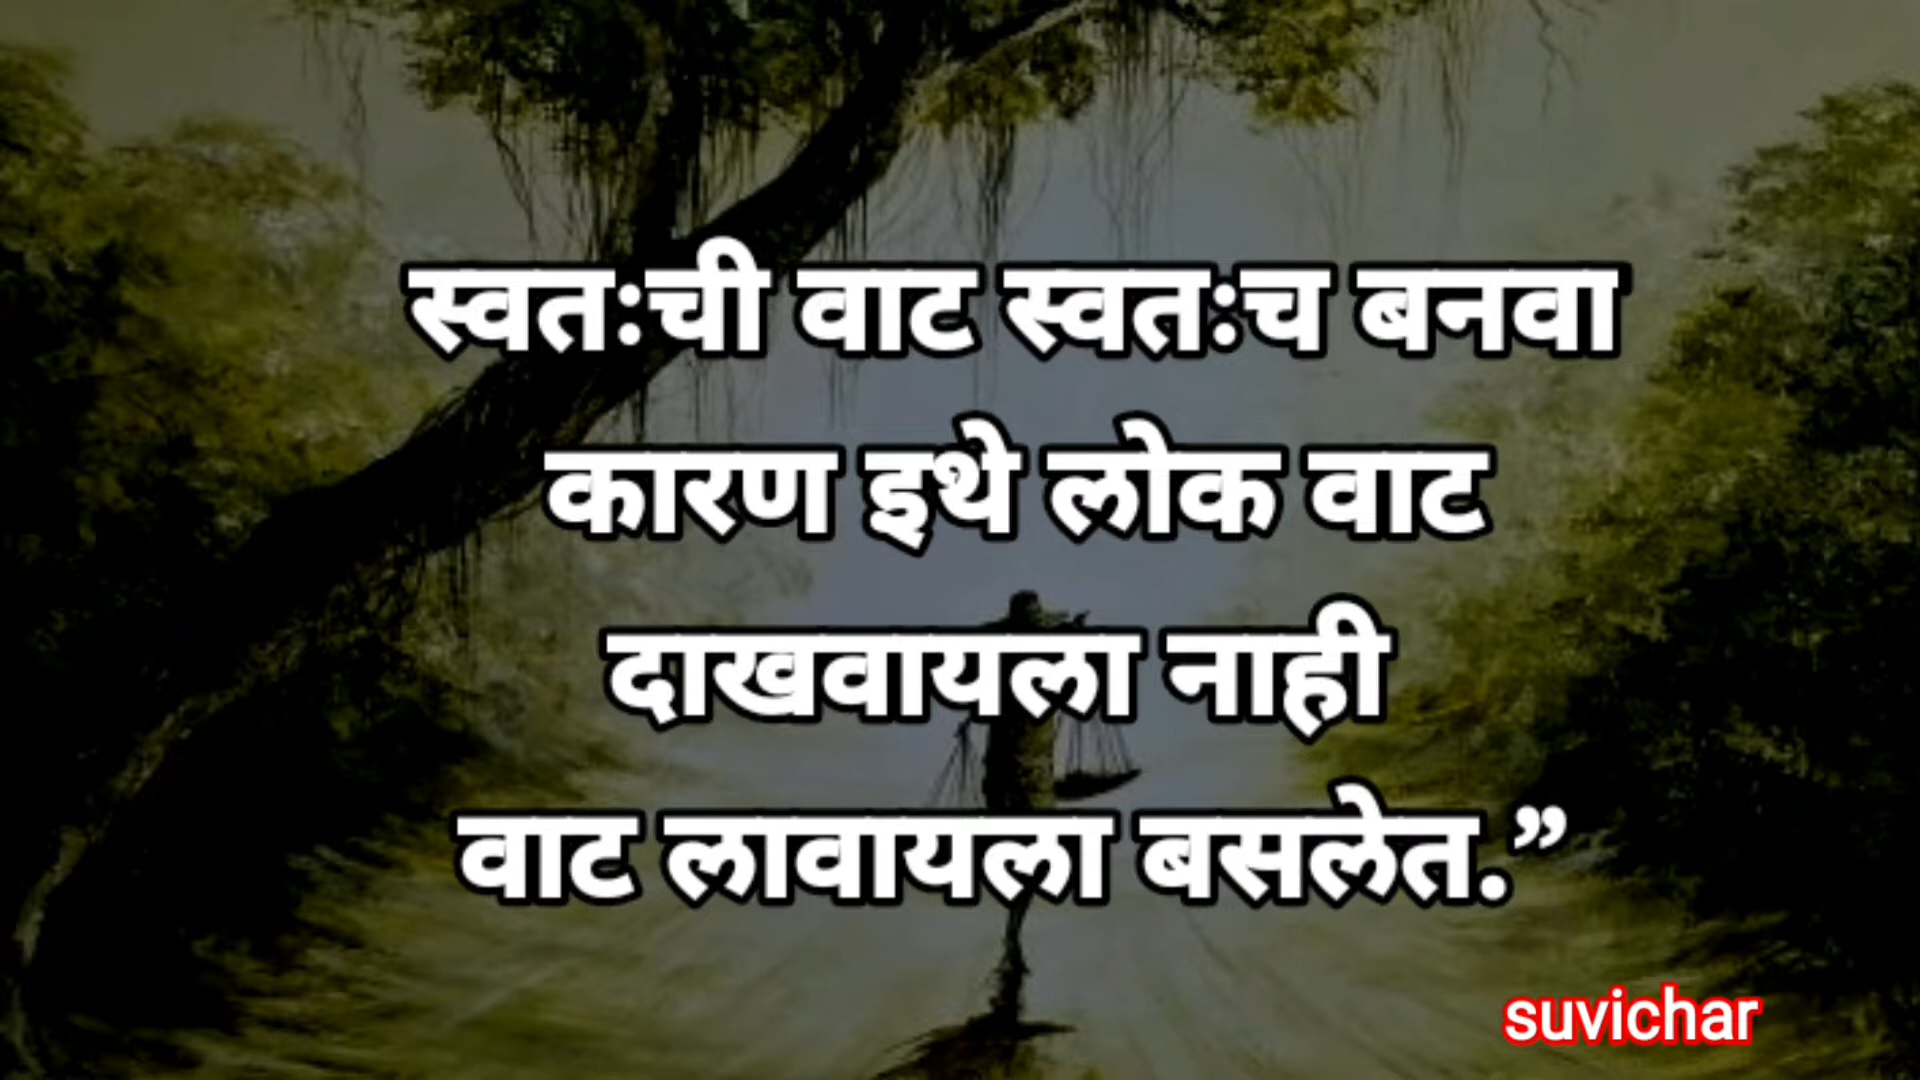 स्वतःची वाट स्वतःच बनवा
कारण इथे लोक वाट
दाखवायला नाही
वाट लावायला बसलेत.”
suvichar